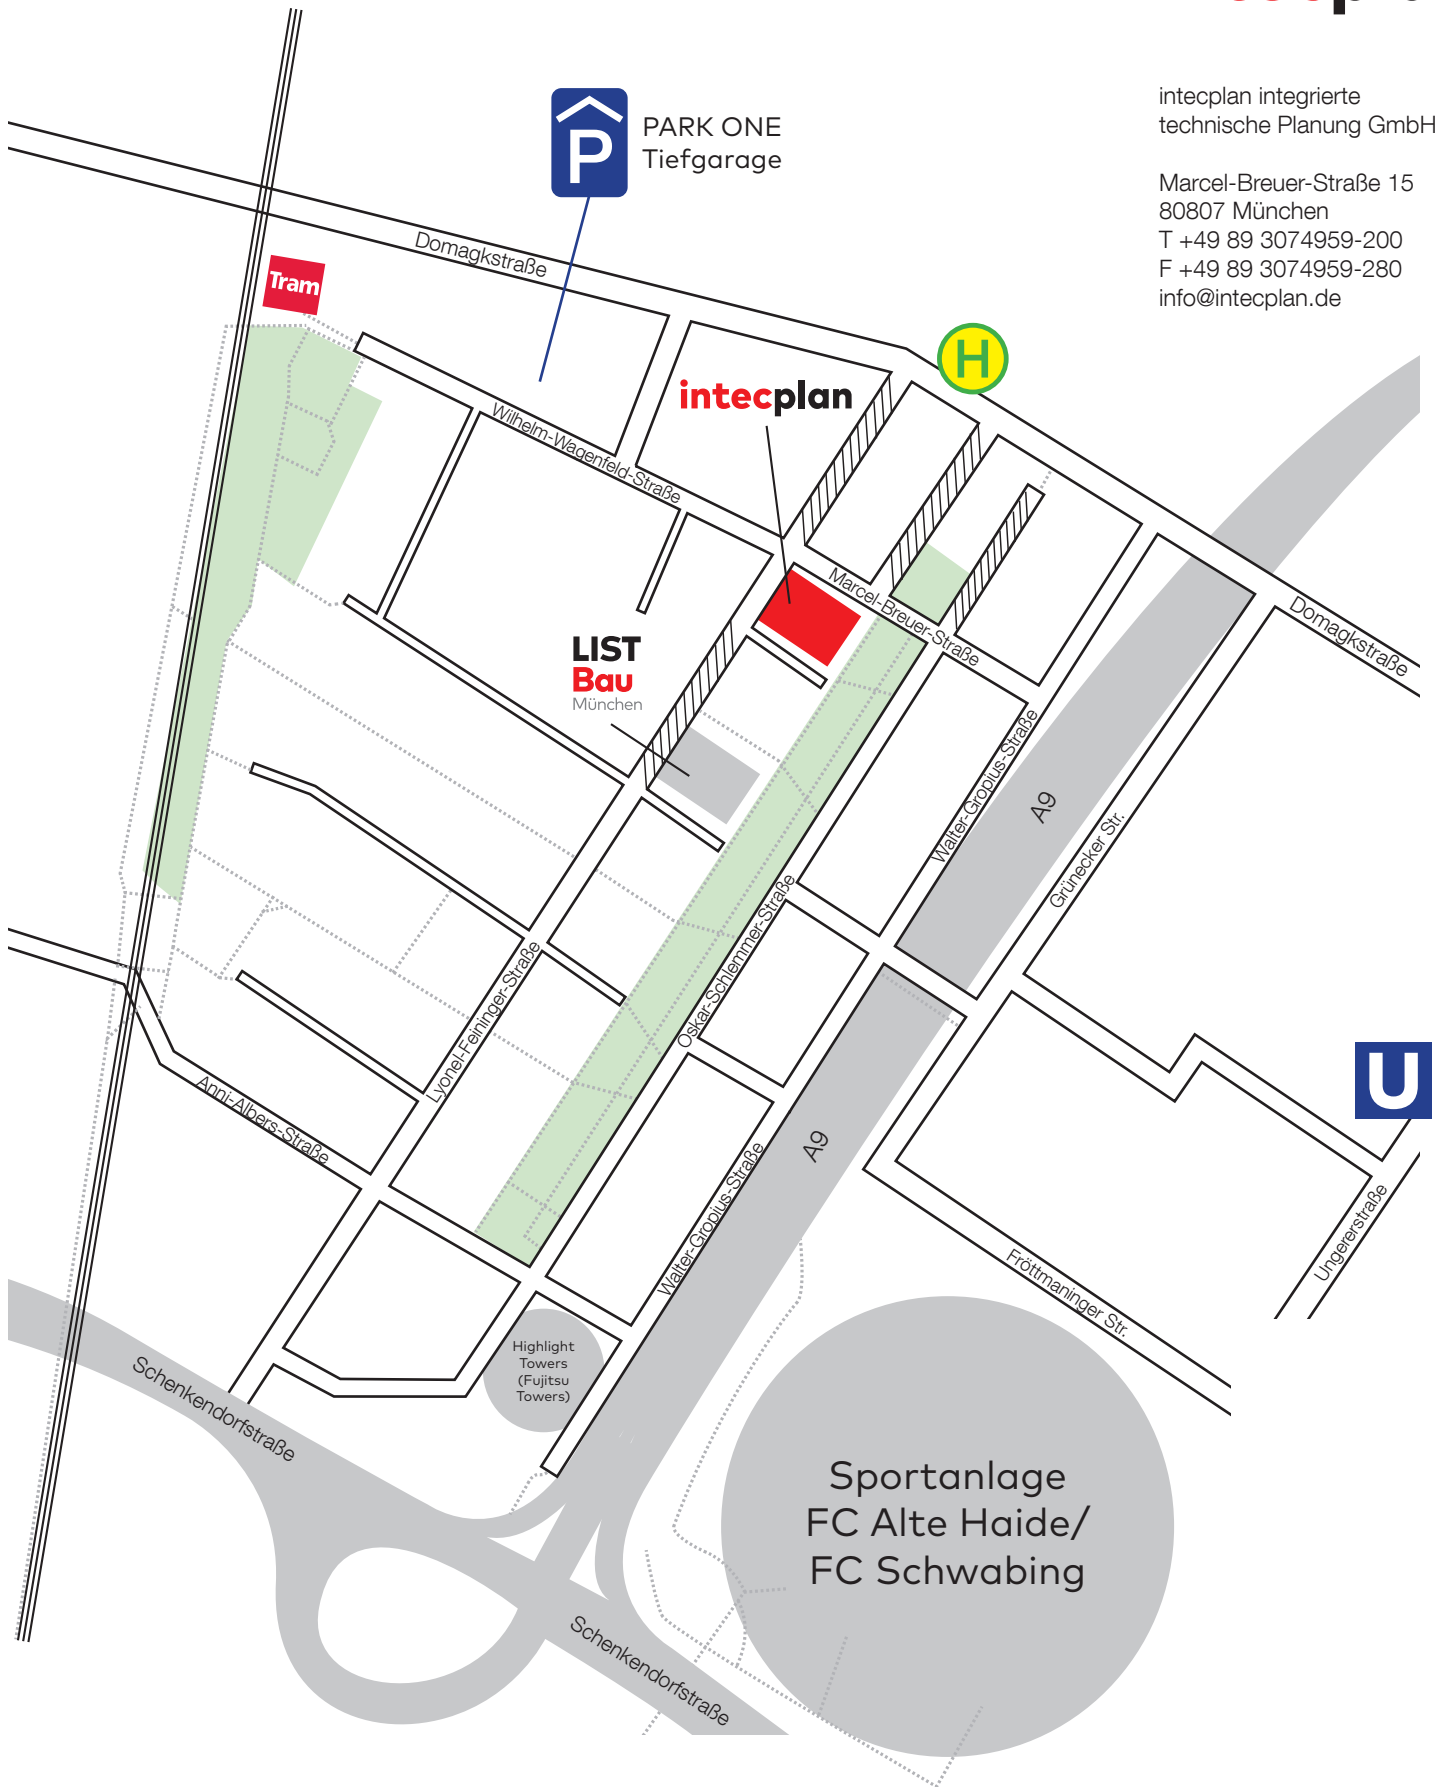 intecplan integrierte
technische Planung GmbH
Marcel-Breuer-Straße 15
80807 München
T +49 89 3074959-200
F +49 89 3074959-280
info@intecplan.de
P
PARK ONE
Tiefgarage
Domagkstraße
Tram
H
intecplan
Wilhelm-Wagenfeld-Straße
Marcel-Breuer-Straße
Domagkstraße
LIST
Bau
München
Walter-Gropius-Straße
A9
Grünecker Str.
Oskar-Schlemmer-Straße
Lyonel-Feininger-Straße
Anni-Albers-Straße
U
A9
Walter-Gropius-Straße
Ungererstraße
Fröttmaninger Str.
Highlight
Towers
(Fujitsu
Towers)
Schenkendorfstraße
Sportanlage
FC Alte Haide/
FC Schwabing
Schenkendorfstraße